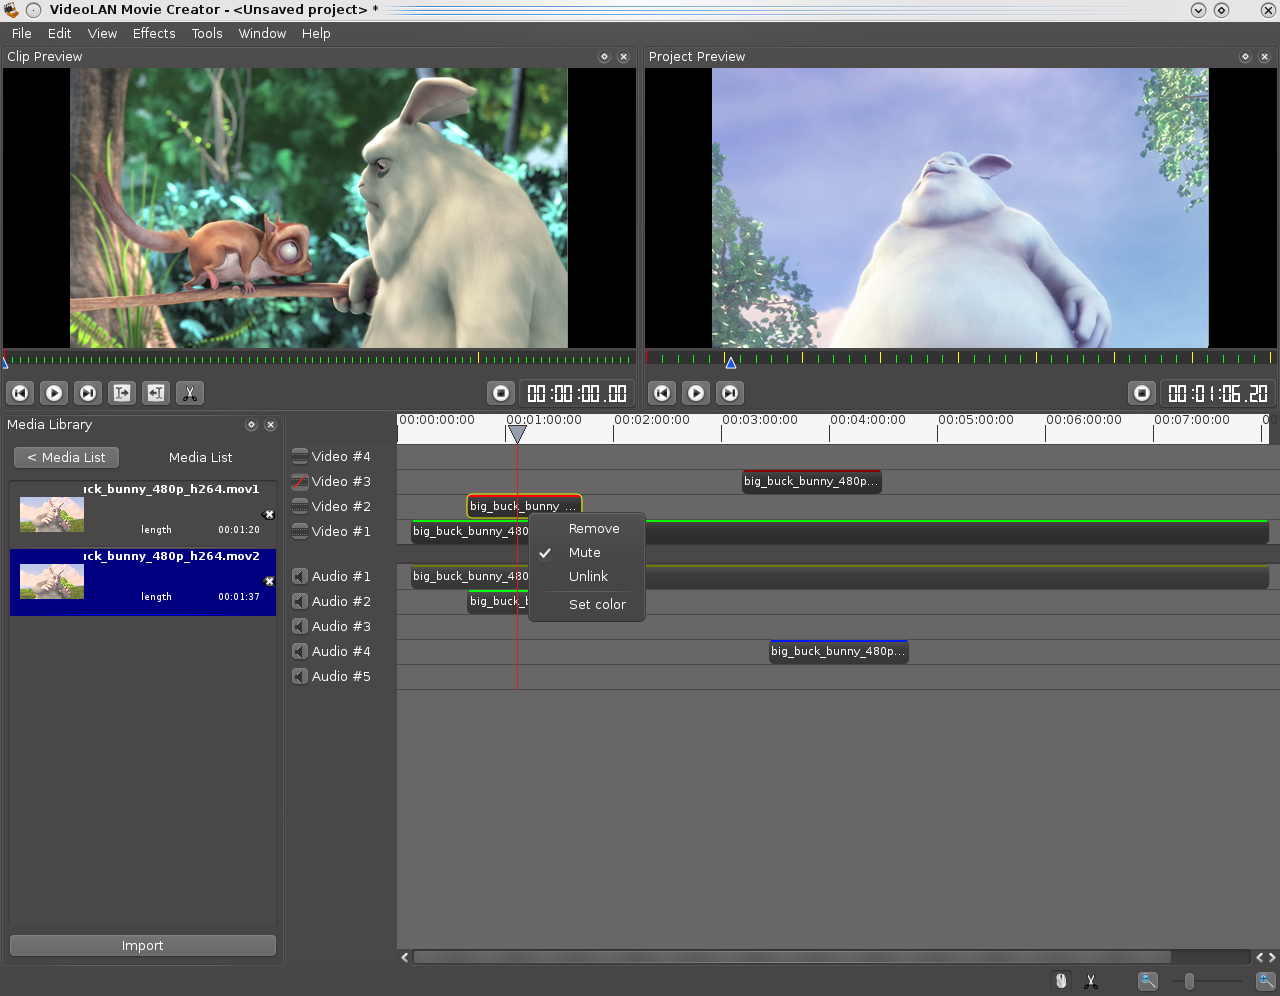 VideoLAN Movie Creator - <Unsaved project> *
File Edit View Effects Tools Window Help
Clip Preview
Project Preview
00:00:00.00
00:01:06.20
Media Library
< Media List
Media List
uck_bunny_480p_h264.mov1
length 00:01:20
uck_bunny_480p_h264.mov2
length 00:01:37
Import
00:00:00:00 00:01:00:00 00:02:00:00 00:03:00:00 00:04:00:00 00:05:00:00 00:06:00:00 00:07:00:00 00
Video #4
Video #3
big_buck_bunny_480p...
Video #2
big_buck_bunny ...
Video #1
big_buck_bunny_480
Audio #1
big_buck_bunny_480
Audio #2
big_buck_b
Audio #3
Audio #4
big_buck_bunny_480p...
Audio #5
Remove
Mute
Unlink
Set color